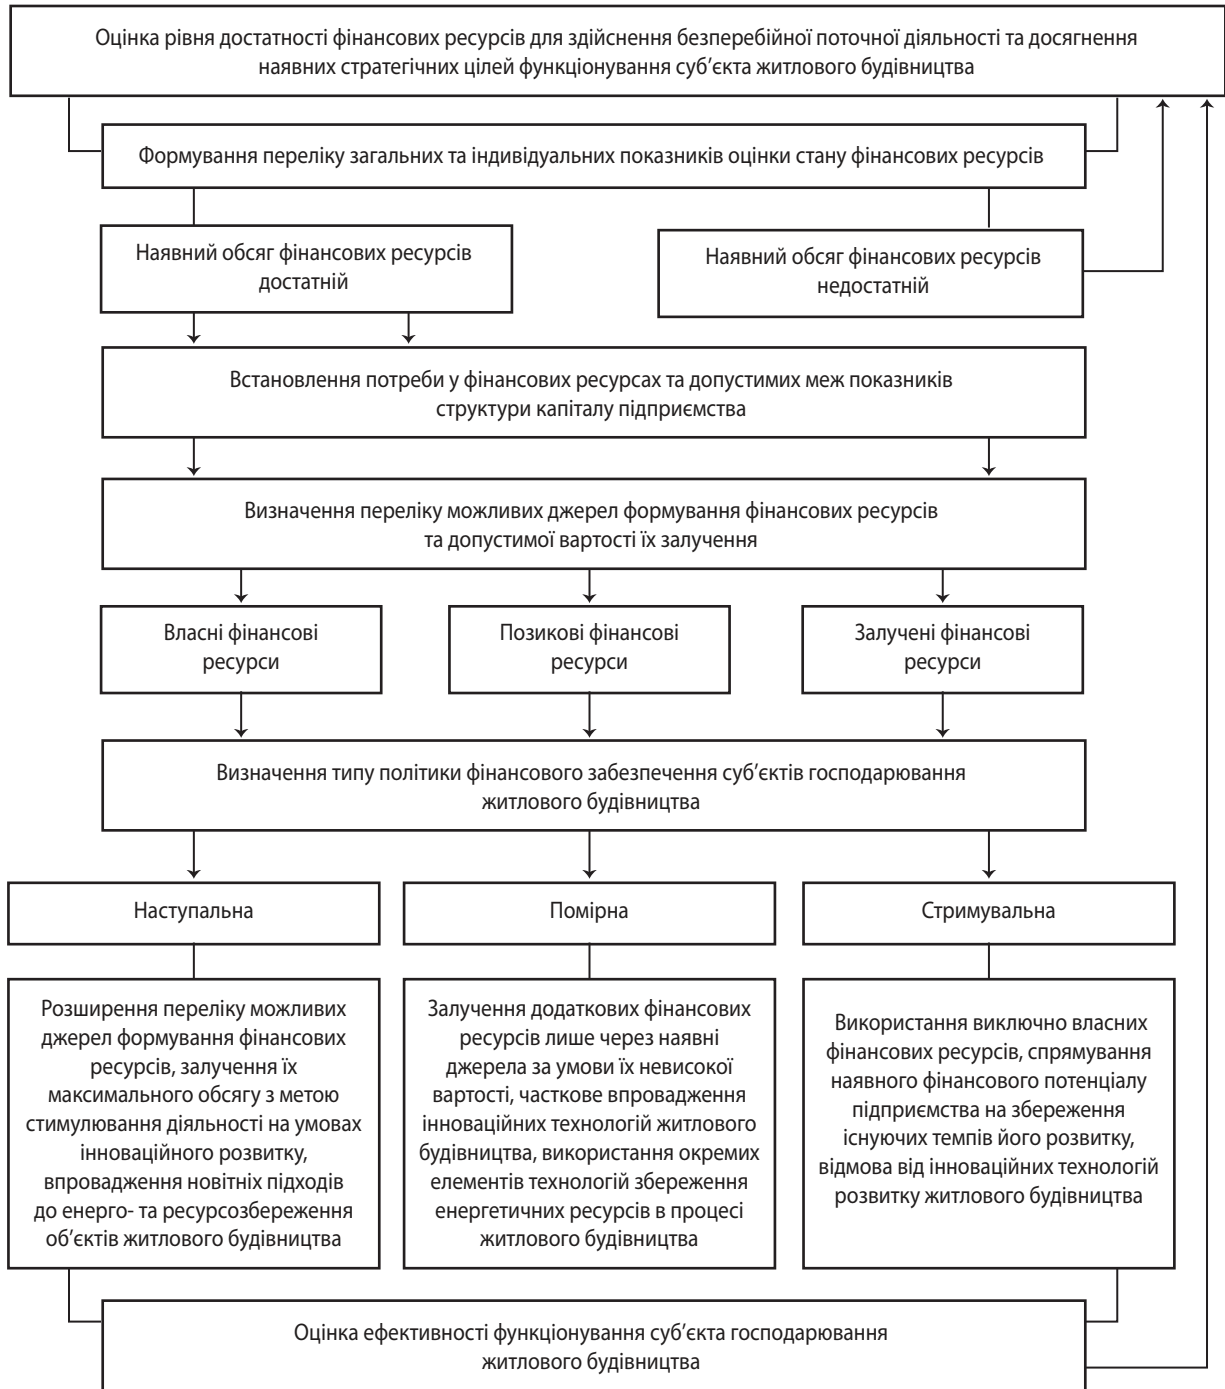 Оцінка рівня достатності фінансових ресурсів для здійснення безперебійної поточної діяльності та досягнення
наявних стратегічних цілей функціонування суб’єкта житлового будівництва
Формування переліку загальних та індивідуальних показників оцінки стану фінансових ресурсів
Наявний обсяг фінансових ресурсів
достатній
Наявний обсяг фінансових ресурсів
недостатній
Встановлення потреби у фінансових ресурсах та допустимих меж показників
структури капіталу підприємства
Визначення переліку можливих джерел формування фінансових ресурсів
та допустимої вартості їх залучення
Власні фінансові
ресурси
Позикові фінансові
ресурси
Залучені фінансові
ресурси
Визначення типу політики фінансового забезпечення суб’єктів господарювання
житлового будівництва
Наступальна
Помірна
Стримувальна
Розширення переліку можливих
джерел формування фінансових
ресурсів, залучення їх
максимального обсягу з метою
стимулювання діяльності на умовах
інноваційного розвитку,
впровадження новітніх підходів
до енерго- та ресурсозбереження
об’єктів житлового будівництва
Залучення додаткових фінансових
ресурсів лише через наявні
джерела за умови їх невисокої
вартості, часткове впровадження
інноваційних технологій житлового
будівництва, використання окремих
елементів технологій збереження
енергетичних ресурсів в процесі
житлового будівництва
Використання виключно власних
фінансових ресурсів, спрямування
наявного фінансового потенціалу
підприємства на збереження
існуючих темпів його розвитку,
відмова від інноваційних технологій
розвитку житлового будівництва
Оцінка ефективності функціонування суб’єкта господарювання
житлового будівництва